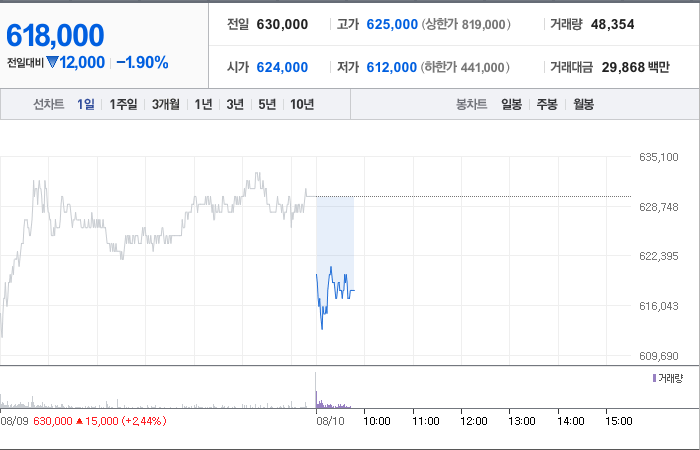 618,000
전일대비 ▼12,000 −1.90%
전일 630,000 고가 625,000 (상한가 819,000) 거래량 48,354
시가 624,000 저가 612,000 (하한가 441,000) 거래대금 29,868 백만
선차트 1일 1주일 3개월 1년 3년 5년 10년 봉차트 일봉 주봉 월봉
635,100
628,748
622,395
616,043
609,690
거래량
08/09 630,000 ▲15,000 (+2.44%) 08/10 10:00 11:00 12:00 13:00 14:00 15:00